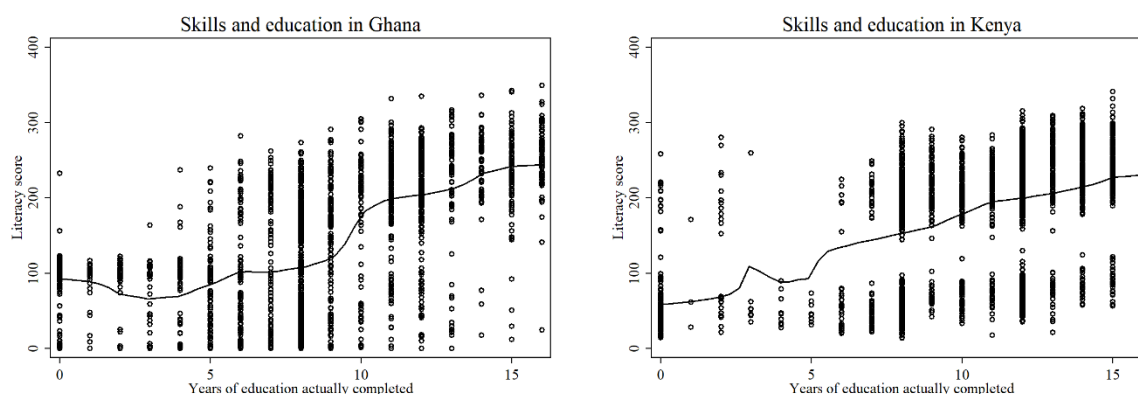 Skills and education in Ghana
400
300
200
100
0
Literacy score
0 5 10 15
Years of education actually completed
Skills and education in Kenya
400
300
200
100
0
Literacy score
0 5 10 15
Years of education actually completed